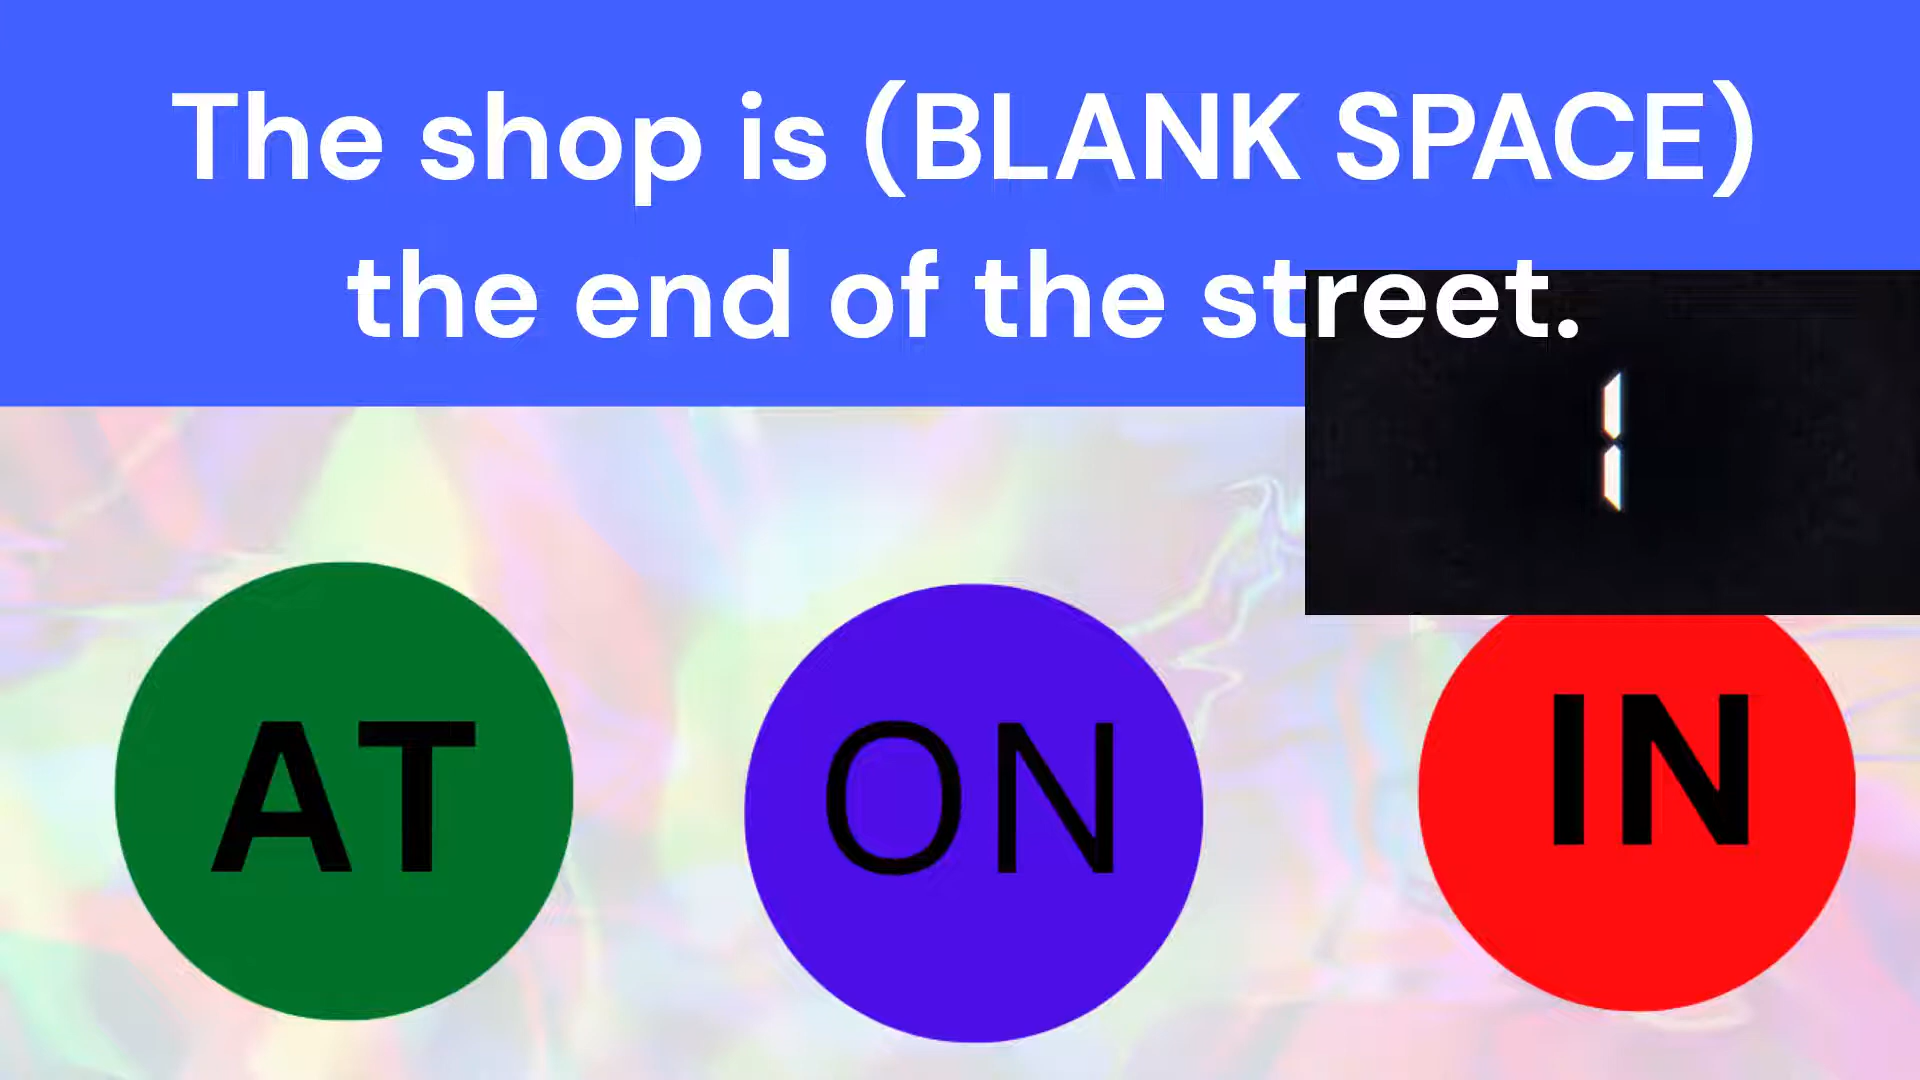 The shop is (BLANK SPACE)
the end of the street.
1
AT
ON
IN